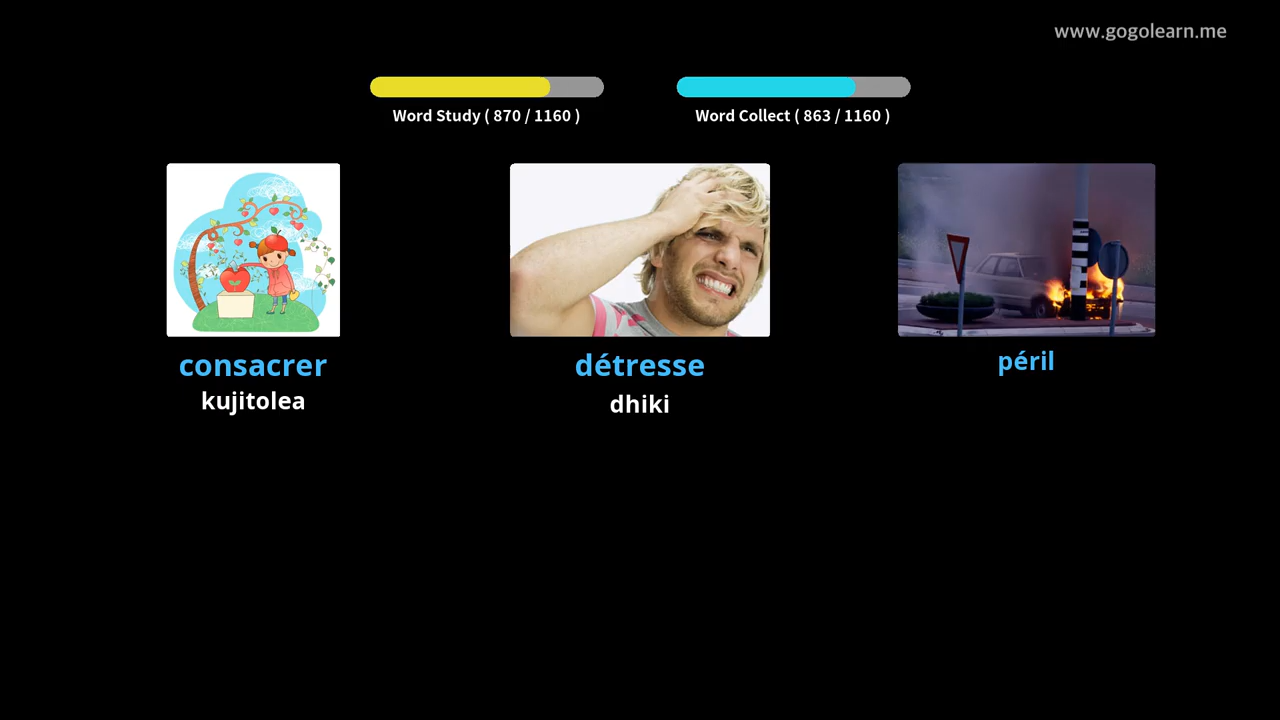 www.gogolearn.me
Word Study ( 870 / 1160 )
Word Collect ( 863 / 1160 )
consacrer
kujitolea
détresse
dhiki
péril